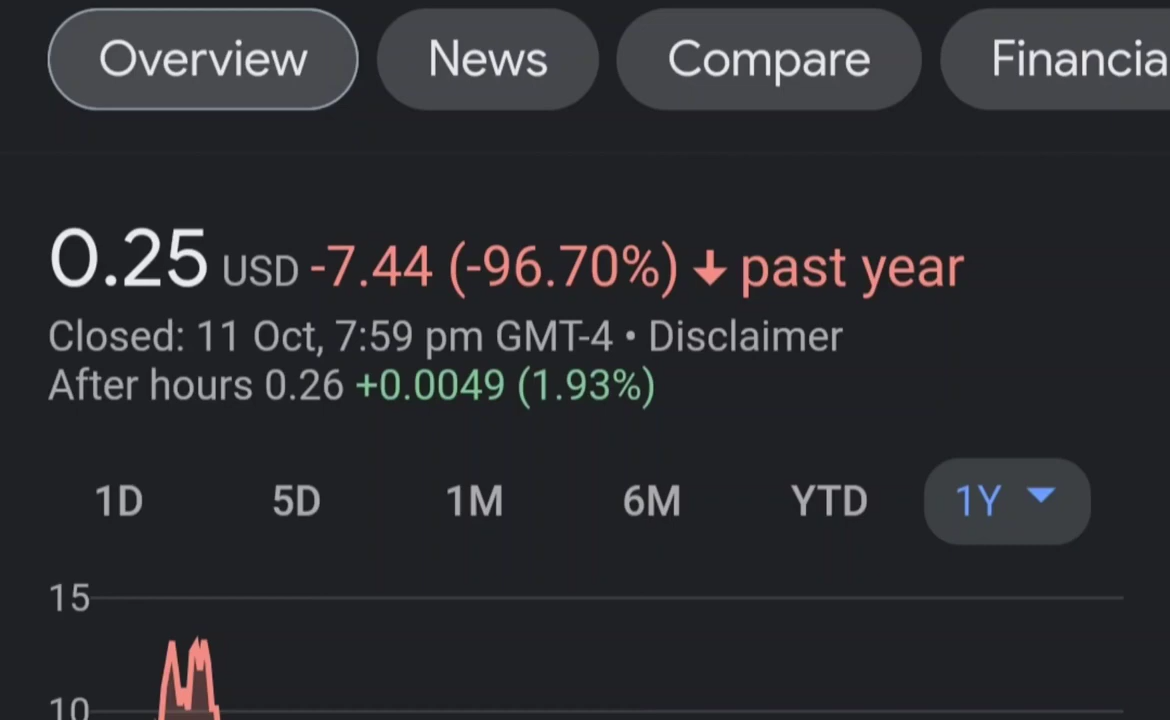 Overview News Compare Financia
0.25 USD -7.44 (-96.70%) ↓ past year
Closed: 11 Oct, 7:59 pm GMT-4 • Disclaimer
After hours 0.26 +0.0049 (1.93%)
1D 5D 1M 6M YTD 1Y
15
10